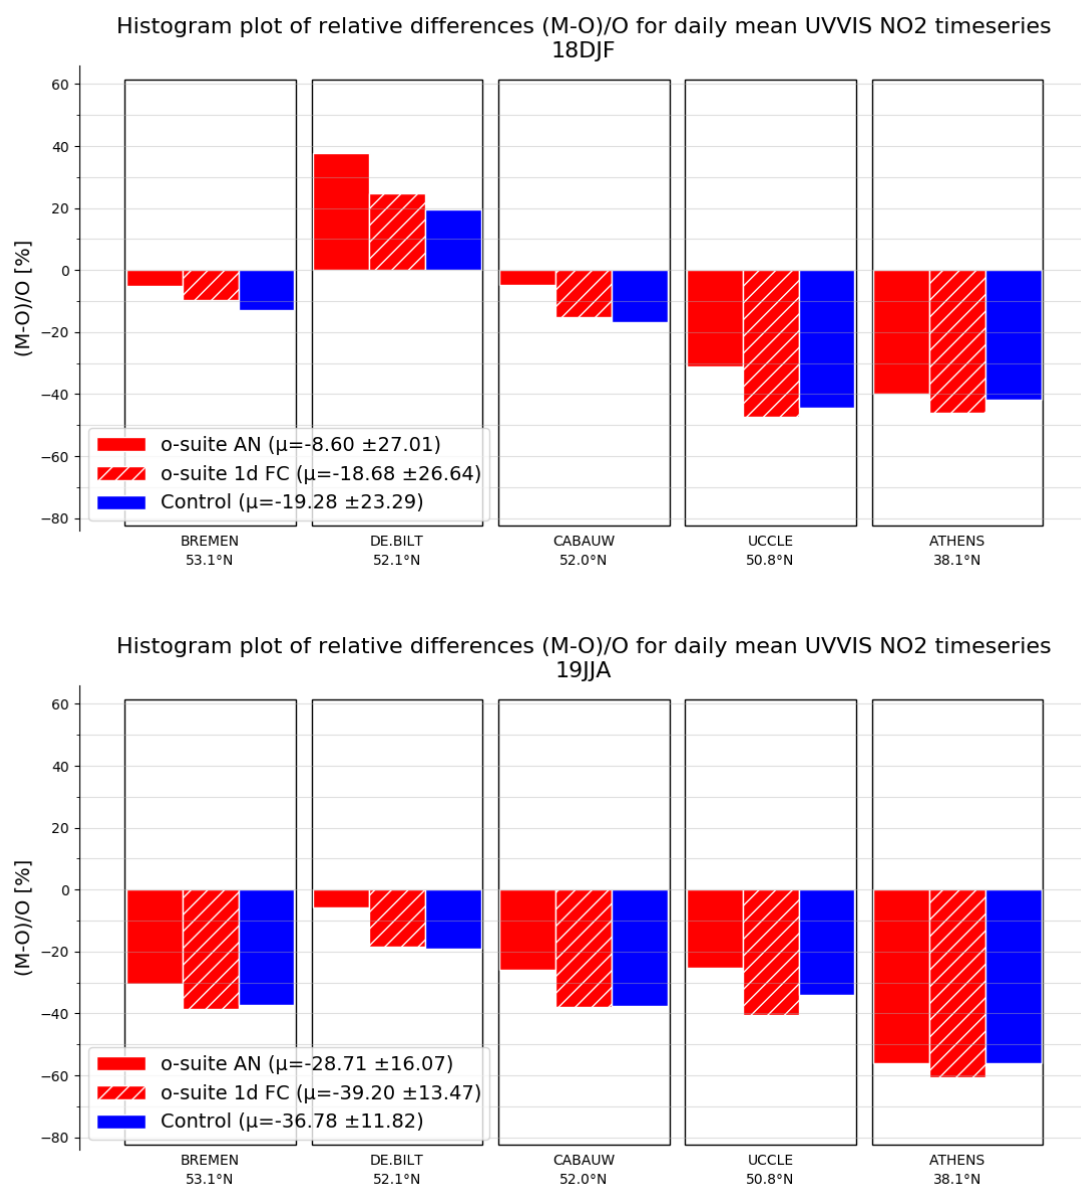 Histogram plot of relative differences (M-O)/O for daily mean UVVIS NO2 timeseries
18DJF
(M-O)/O [%]
60
40
20
0
−20
−40
−60
−80
o-suite AN (μ=-8.60 ±27.01)
o-suite 1d FC (μ=-18.68 ±26.64)
Control (μ=-19.28 ±23.29)
BREMEN
53.1°N
DE.BILT
52.1°N
CABAUW
52.0°N
UCCLE
50.8°N
ATHENS
38.1°N
Histogram plot of relative differences (M-O)/O for daily mean UVVIS NO2 timeseries
19JJA
(M-O)/O [%]
60
40
20
0
−20
−40
−60
−80
o-suite AN (μ=-28.71 ±16.07)
o-suite 1d FC (μ=-39.20 ±13.47)
Control (μ=-36.78 ±11.82)
BREMEN
53.1°N
DE.BILT
52.1°N
CABAUW
52.0°N
UCCLE
50.8°N
ATHENS
38.1°N